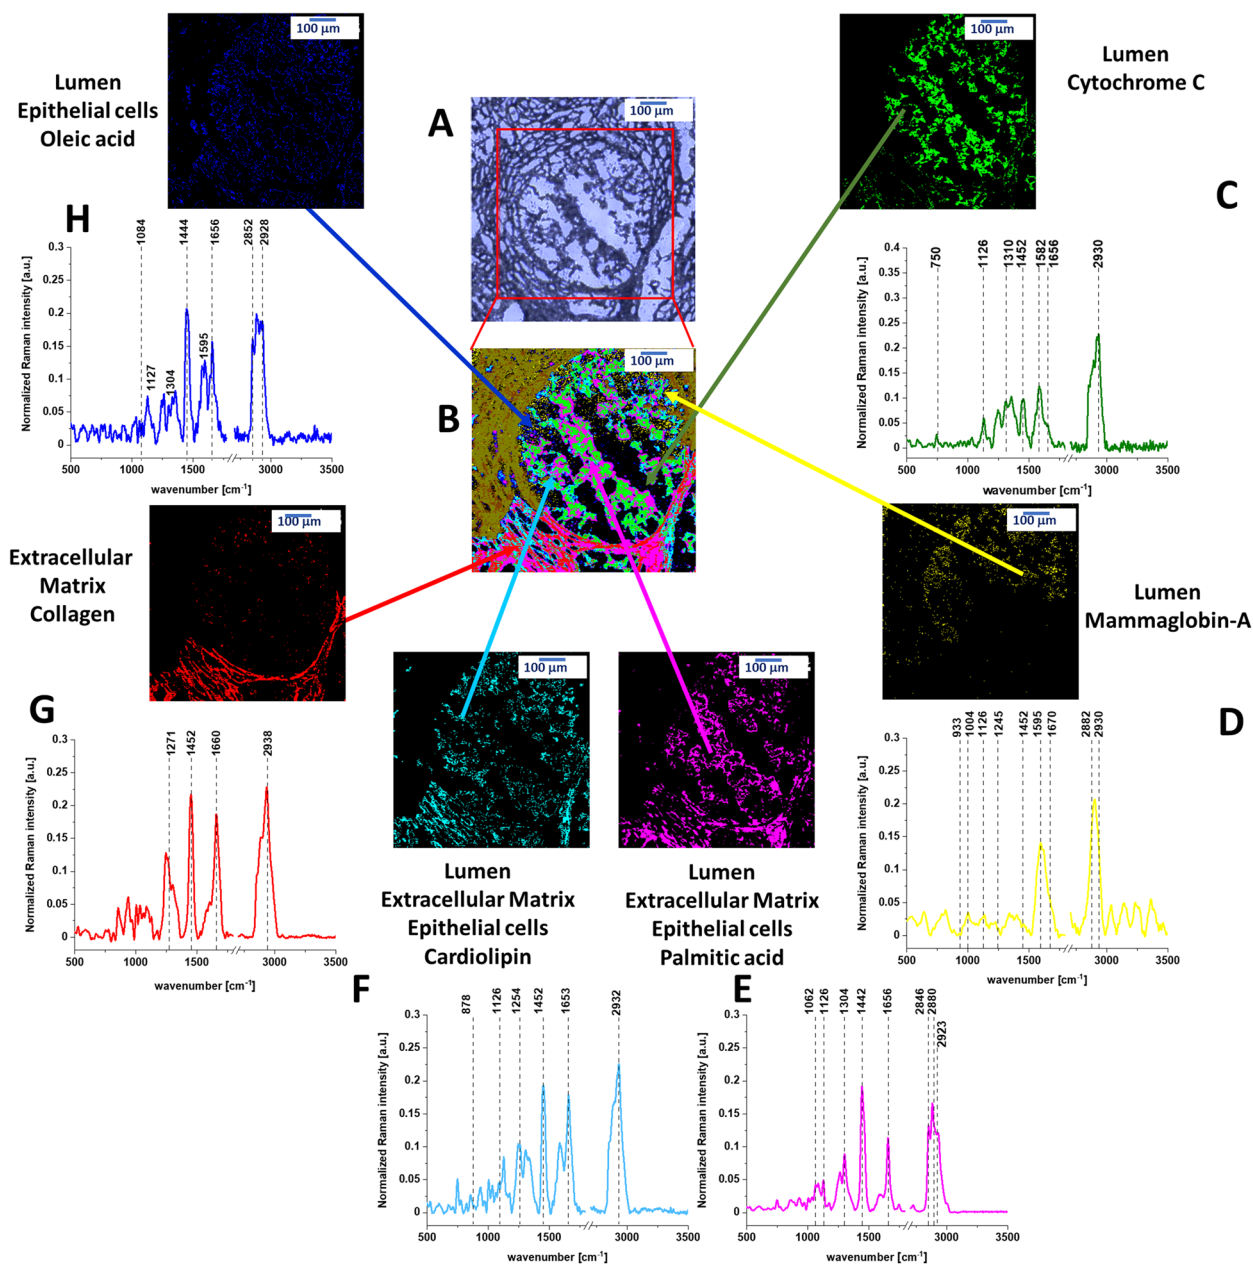 100 µm
Lumen
Epithelial cells
Oleic acid
A
100 µm
100 µm
Lumen
Cytochrome C
H
1084
1444
1656
2852
2928
1127
1304
1595
0.3
0.25
0.2
0.15
0.1
0.05
0
Normalized Raman intensity [a.u.]
500 1000 1500 3000 3500
wavenumber [cm⁻¹]
B
100 µm
C
750
1126
1310
1452
1582
1656
2930
0.4
0.35
0.3
0.25
0.2
0.15
0.1
0.05
0
Normalized Raman intensity [a.u.]
500 1000 1500 3000 3500
wavenumber [cm⁻¹]
Extracellular
Matrix
Collagen
100 µm
100 µm
Lumen
Mammaglobin-A
G
1271
1452
1660
2938
0.3
0.25
0.2
0.15
0.1
0.05
0
Normalized Raman intensity [a.u.]
500 1000 1500 3000 3500
wavenumber [cm⁻¹]
100 µm
Lumen
Extracellular Matrix
Epithelial cells
Cardiolipin
100 µm
Lumen
Extracellular Matrix
Epithelial cells
Palmitic acid
D
933
1004
1126
1245
1452
1595
1670
2882
2930
0.3
0.25
0.2
0.15
0.1
0.05
0
Normalized Raman intensity [a.u.]
500 1000 1500 3000 3500
wavenumber [cm⁻¹]
F
878
1126
1254
1452
1653
2932
0.3
0.25
0.2
0.15
0.1
0.05
0
Normalized Raman intensity [a.u.]
500 1000 1500 3000 3500
wavenumber [cm⁻¹]
E
1062
1126
1304
1442
1656
2846
2880
2923
0.3
0.25
0.2
0.15
0.1
0.05
0
Normalized Raman intensity [a.u.]
500 1000 1500 3000 3500
wavenumber [cm⁻¹]